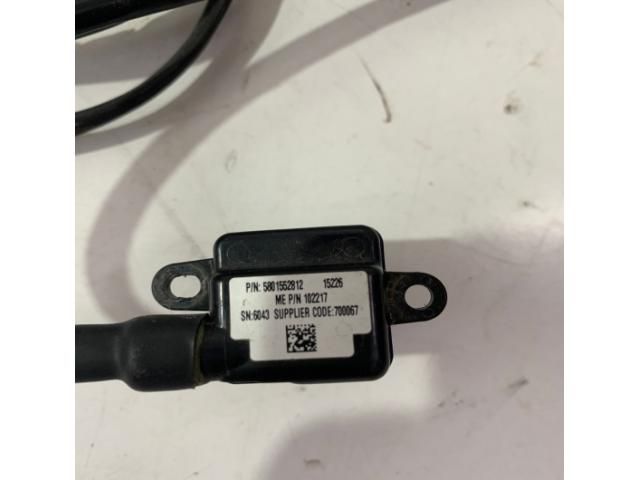 P/N: 5801552812 15226
ME P/N 102217
SN:6043 SUPPLIER CODE:700067